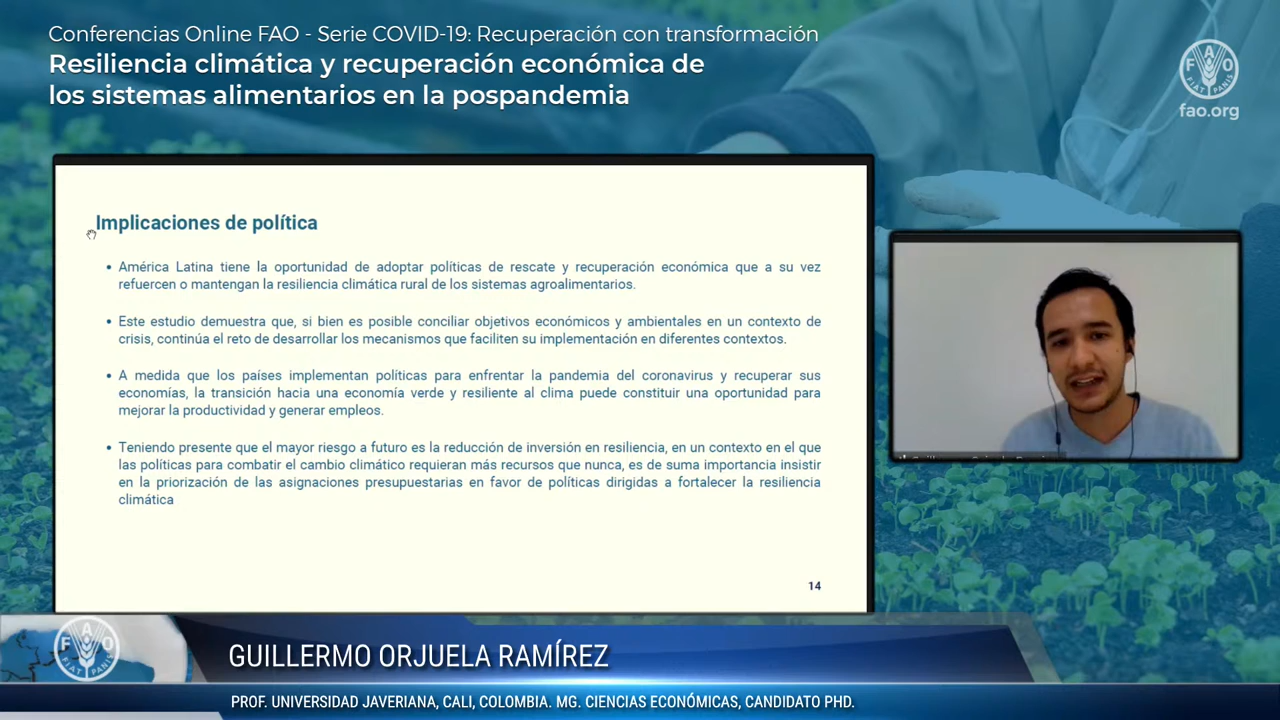 Conferencias Online FAO - Serie COVID-19: Recuperación con transformación
Resiliencia climática y recuperación económica de
los sistemas alimentarios en la pospandemia
F A O
FIAT PANIS
fao.org
Implicaciones de política
• América Latina tiene la oportunidad de adoptar políticas de rescate y recuperación económica que a su vez
refuercen o mantengan la resiliencia climática rural de los sistemas agroalimentarios.
• Este estudio demuestra que, si bien es posible conciliar objetivos económicos y ambientales en un contexto de
crisis, continúa el reto de desarrollar los mecanismos que faciliten su implementación en diferentes contextos.
• A medida que los países implementan políticas para enfrentar la pandemia del coronavirus y recuperar sus
economías, la transición hacia una economía verde y resiliente al clima puede constituir una oportunidad para
mejorar la productividad y generar empleos.
• Teniendo presente que el mayor riesgo a futuro es la reducción de inversión en resiliencia, en un contexto en el que
las políticas para combatir el cambio climático requieran más recursos que nunca, es de suma importancia insistir
en la priorización de las asignaciones presupuestarias en favor de políticas dirigidas a fortalecer la resiliencia
climática
14
F A O
FIAT PANIS
GUILLERMO ORJUELA RAMÍREZ
PROF. UNIVERSIDAD JAVERIANA, CALI, COLOMBIA. MG. CIENCIAS ECONÓMICAS, CANDIDATO PHD.